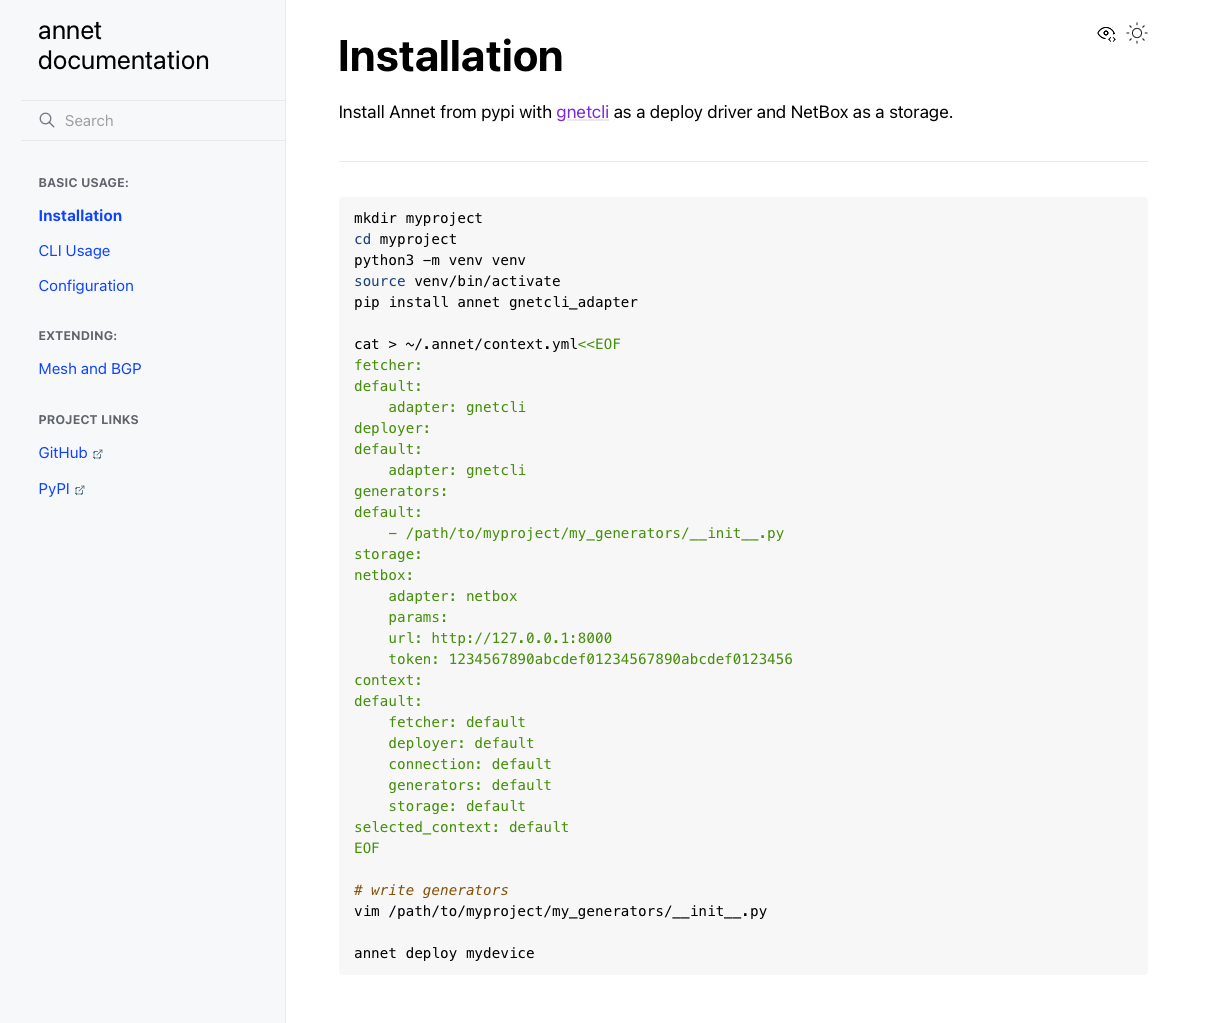 annet
documentation
Search
BASIC USAGE:
Installation
CLI Usage
Configuration
EXTENDING:
Mesh and BGP
PROJECT LINKS
GitHub
PyPI
Installation
Install Annet from pypi with gnetcli as a deploy driver and NetBox as a storage.
mkdir myproject
cd myproject
python3 -m venv venv
source venv/bin/activate
pip install annet gnetcli_adapter
cat > ~/.annet/context.yml<<EOF
fetcher:
default:
    adapter: gnetcli
deployer:
default:
    adapter: gnetcli
generators:
default:
    - /path/to/myproject/my_generators/__init__.py
storage:
netbox:
    adapter: netbox
    params:
    url: http://127.0.0.1:8000
    token: 1234567890abcdef01234567890abcdef0123456
context:
default:
    fetcher: default
    deployer: default
    connection: default
    generators: default
    storage: default
selected_context: default
EOF
# write generators
vim /path/to/myproject/my_generators/__init__.py
annet deploy mydevice